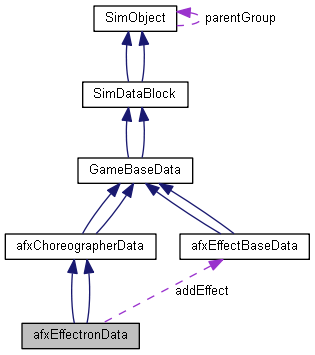 SimObject
parentGroup
SimDataBlock
GameBaseData
afxChoreographerData
afxEffectBaseData
addEffect
afxEffectronData